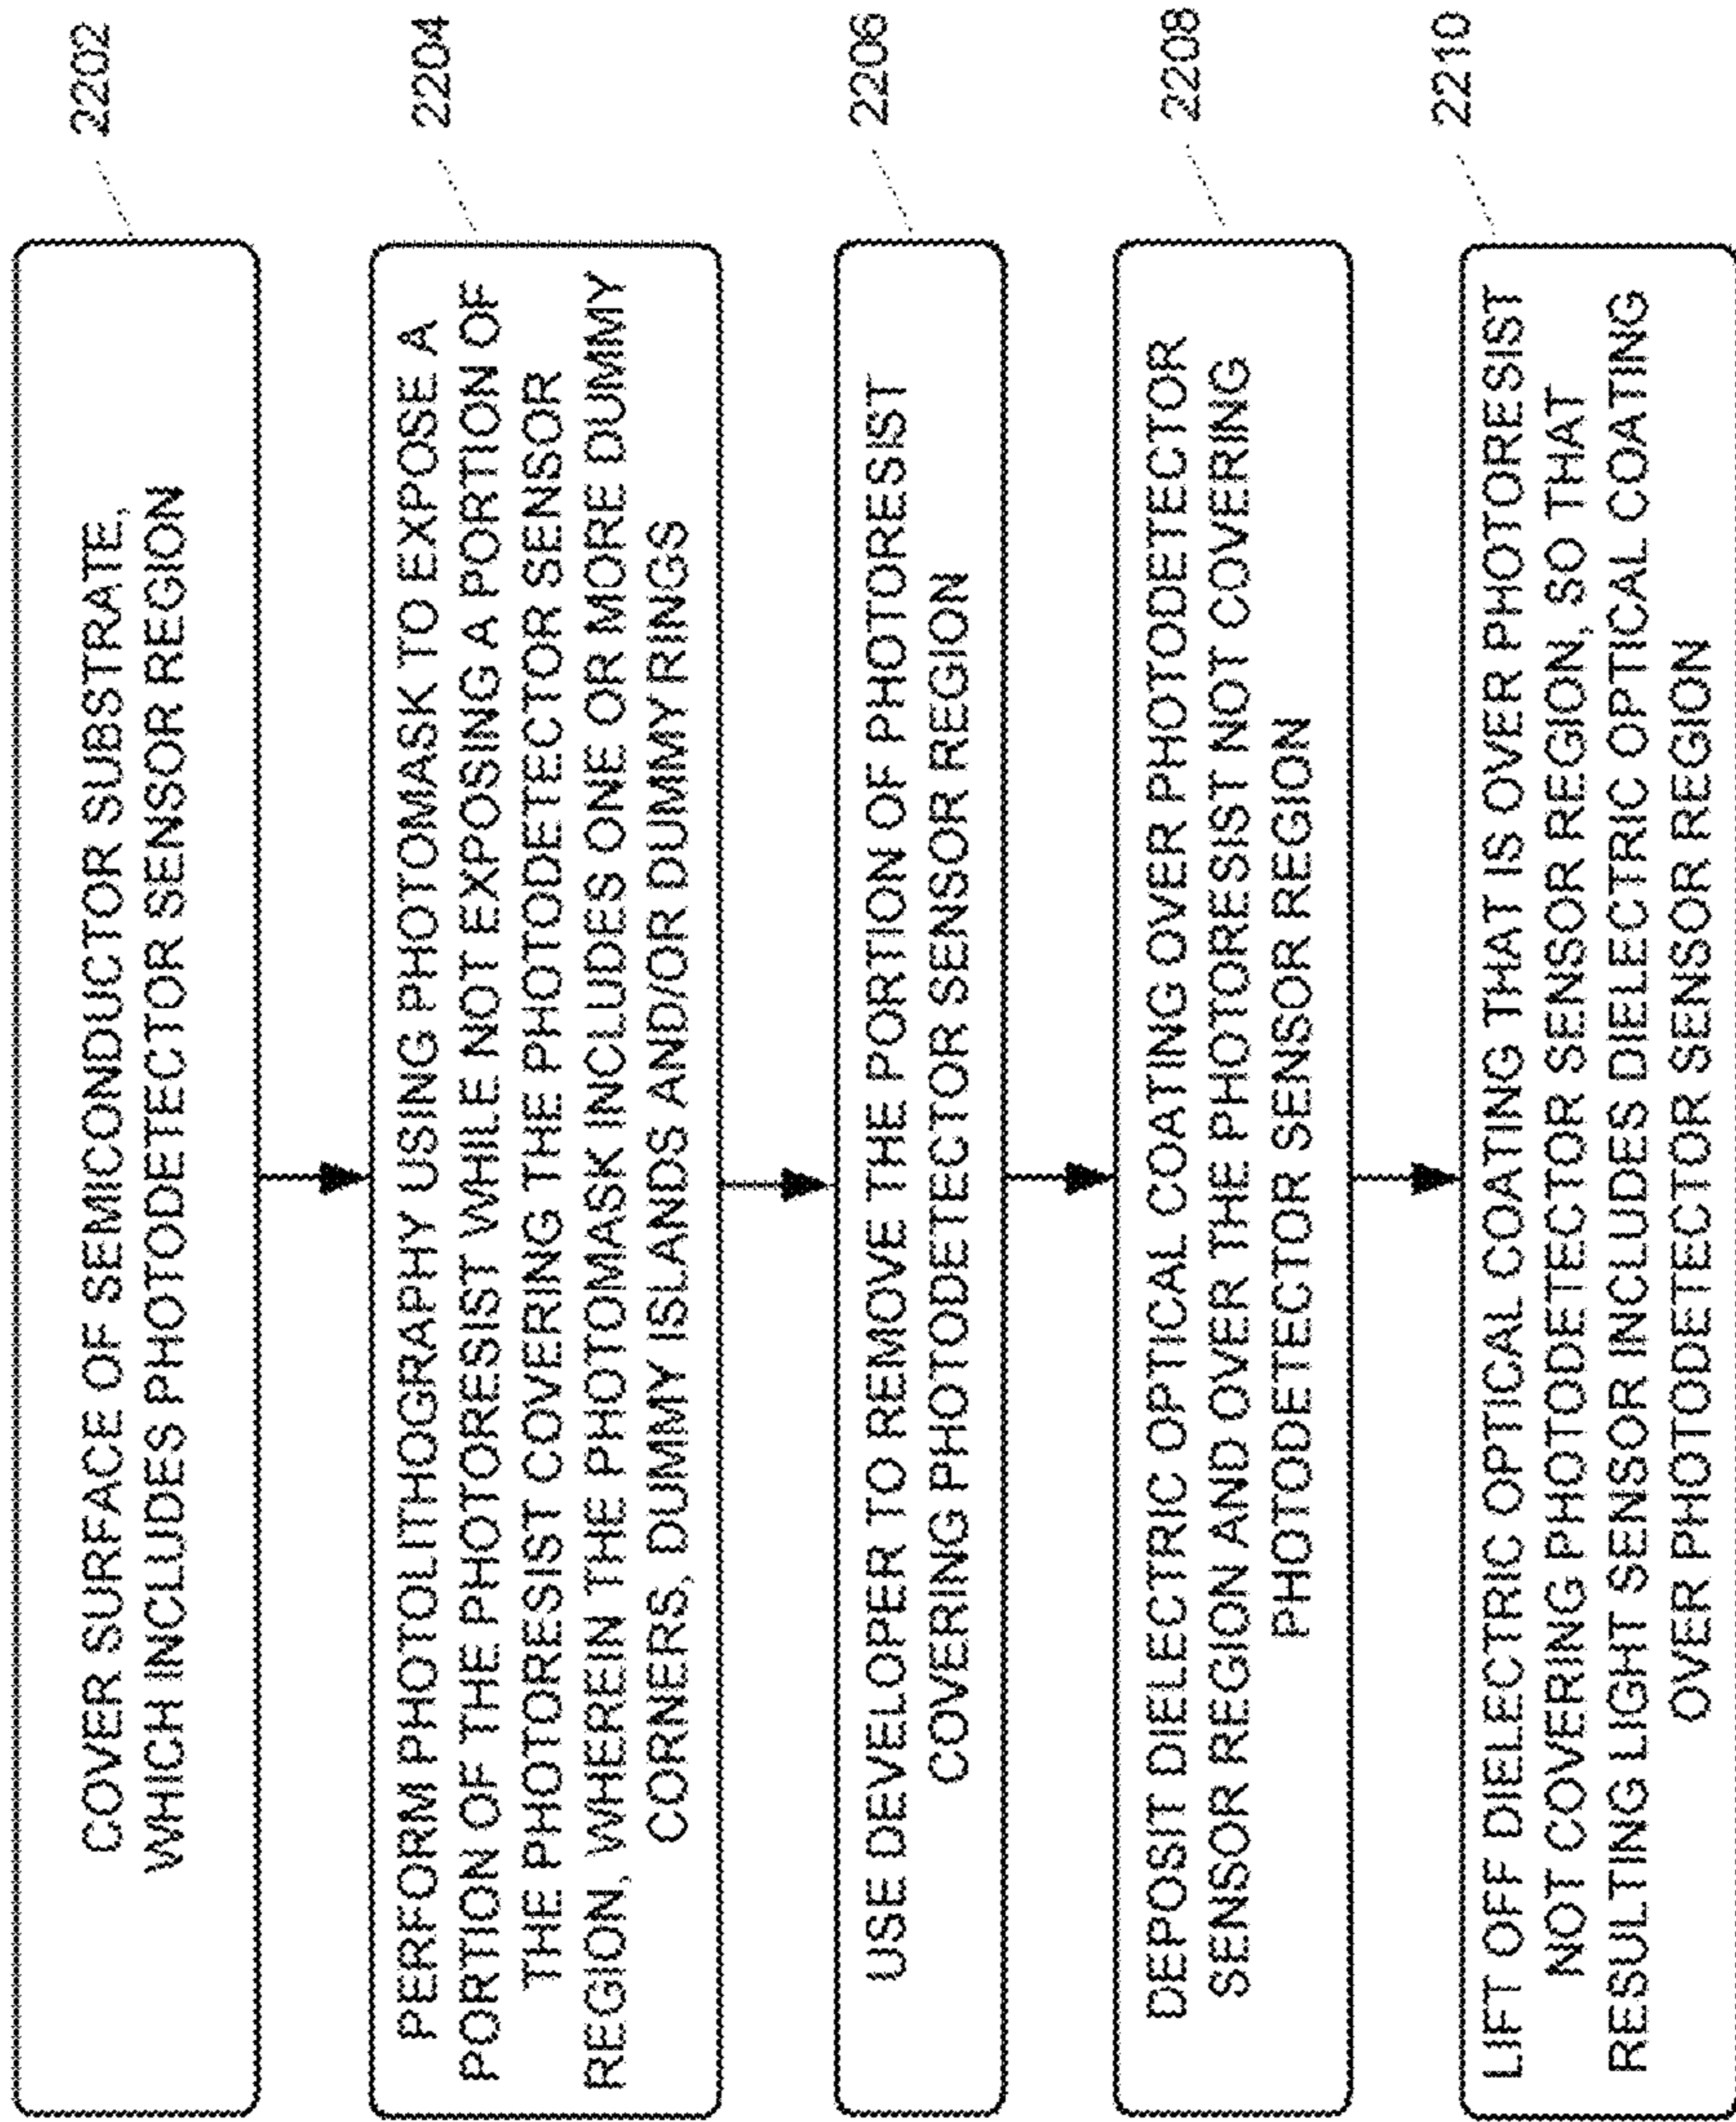 COVER SURFACE OF SEMICONDUCTOR SUBSTRATE,
WHICH INCLUDES PHOTODETECTOR SENSOR REGION
2202
PERFORM PHOTOLITHOGRAPHY USING PHOTOMASK TO EXPOSE A
PORTION OF THE PHOTORESIST WHILE NOT EXPOSING A PORTION OF
THE PHOTORESIST COVERING THE PHOTODETECTOR SENSOR
REGION, WHEREIN THE PHOTOMASK INCLUDES ONE OR MORE DUMMY
CORNERS, DUMMY ISLANDS AND/OR DUMMY RINGS
2204
USE DEVELOPER TO REMOVE THE PORTION OF PHOTORESIST
COVERING PHOTODETECTOR SENSOR REGION
2206
DEPOSIT DIELECTRIC OPTICAL COATING OVER PHOTODETECTOR
SENSOR REGION AND OVER THE PHOTORESIST NOT COVERING
PHOTODETECTOR SENSOR REGION
2208
LIFT OFF DIELECTRIC OPTICAL COATING THAT IS OVER PHOTORESIST
NOT COVERING PHOTODETECTOR SENSOR REGION, SO THAT
RESULTING LIGHT SENSOR INCLUDES DIELECTRIC OPTICAL COATING
OVER PHOTODETECTOR SENSOR REGION
2210